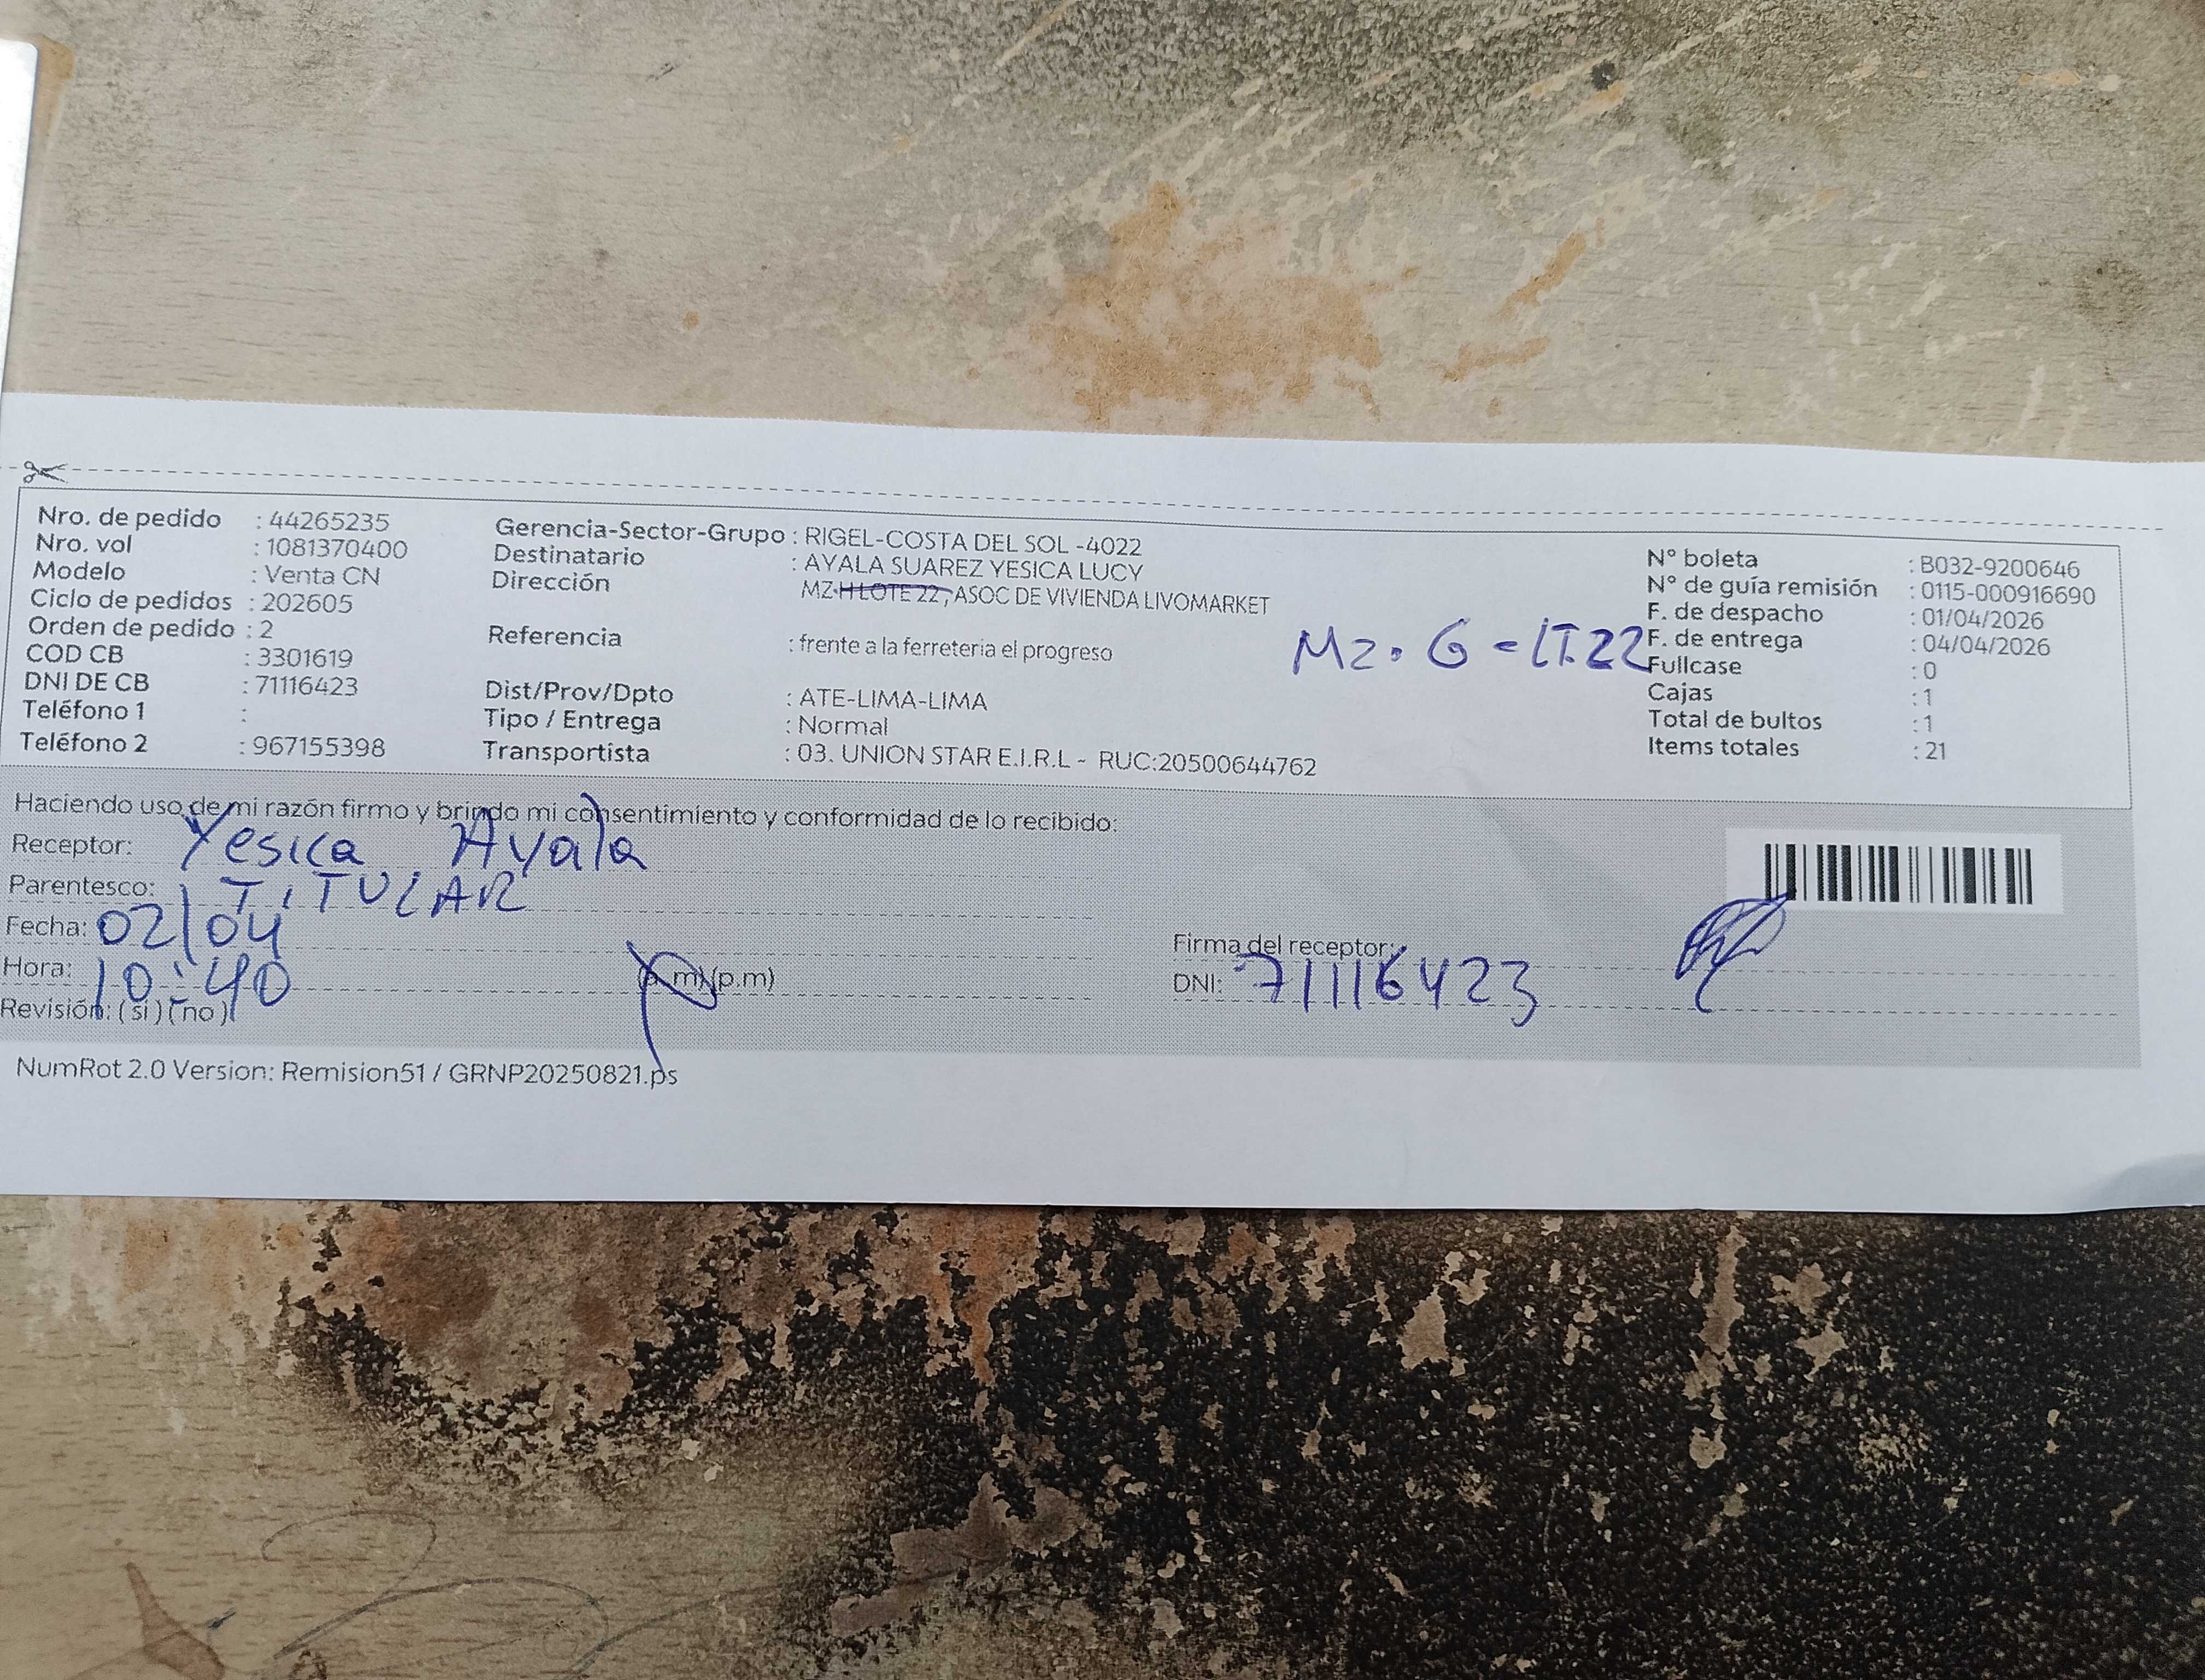 Nro. de pedido : 44265235
Nro. vol : 1081370400
Modelo : Venta CN
Ciclo de pedidos : 202605
Orden de pedido : 2
COD CB : 3301619
DNI DE CB : 71116423
Teléfono 1 :
Teléfono 2 : 967155398
Gerencia-Sector-Grupo : RIGEL-COSTA DEL SOL -4022
Destinatario : AYALA SUAREZ YESICA LUCY
Dirección MZ H LOTE 22, ASOC DE VIVIENDA LIVOMARKET
Referencia : frente a la ferreteria el progreso
Mz. G - LT. 22
Dist/Prov/Dpto : ATE-LIMA-LIMA
Tipo / Entrega : Normal
Transportista : 03. UNION STAR E.I.R.L - RUC:20500644762
N° boleta : B032-9200646
N° de guía remisión : 0115-000916690
F. de despacho : 01/04/2026
F. de entrega : 04/04/2026
Fullcase : 0
Cajas : 1
Total de bultos : 1
Items totales : 21
Haciendo uso de mi razón firmo y brindo mi consentimiento y conformidad de lo recibido:
Receptor: Yesica Ayala
Parentesco: TITULAR
Fecha: 02/04
Hora: 10:40 (a.m) (p.m)
Revisión: (si) (no)
Firma del receptor:
DNI: 71116423
NumRot 2.0 Version: Remision51 / GRNP20250821.ps